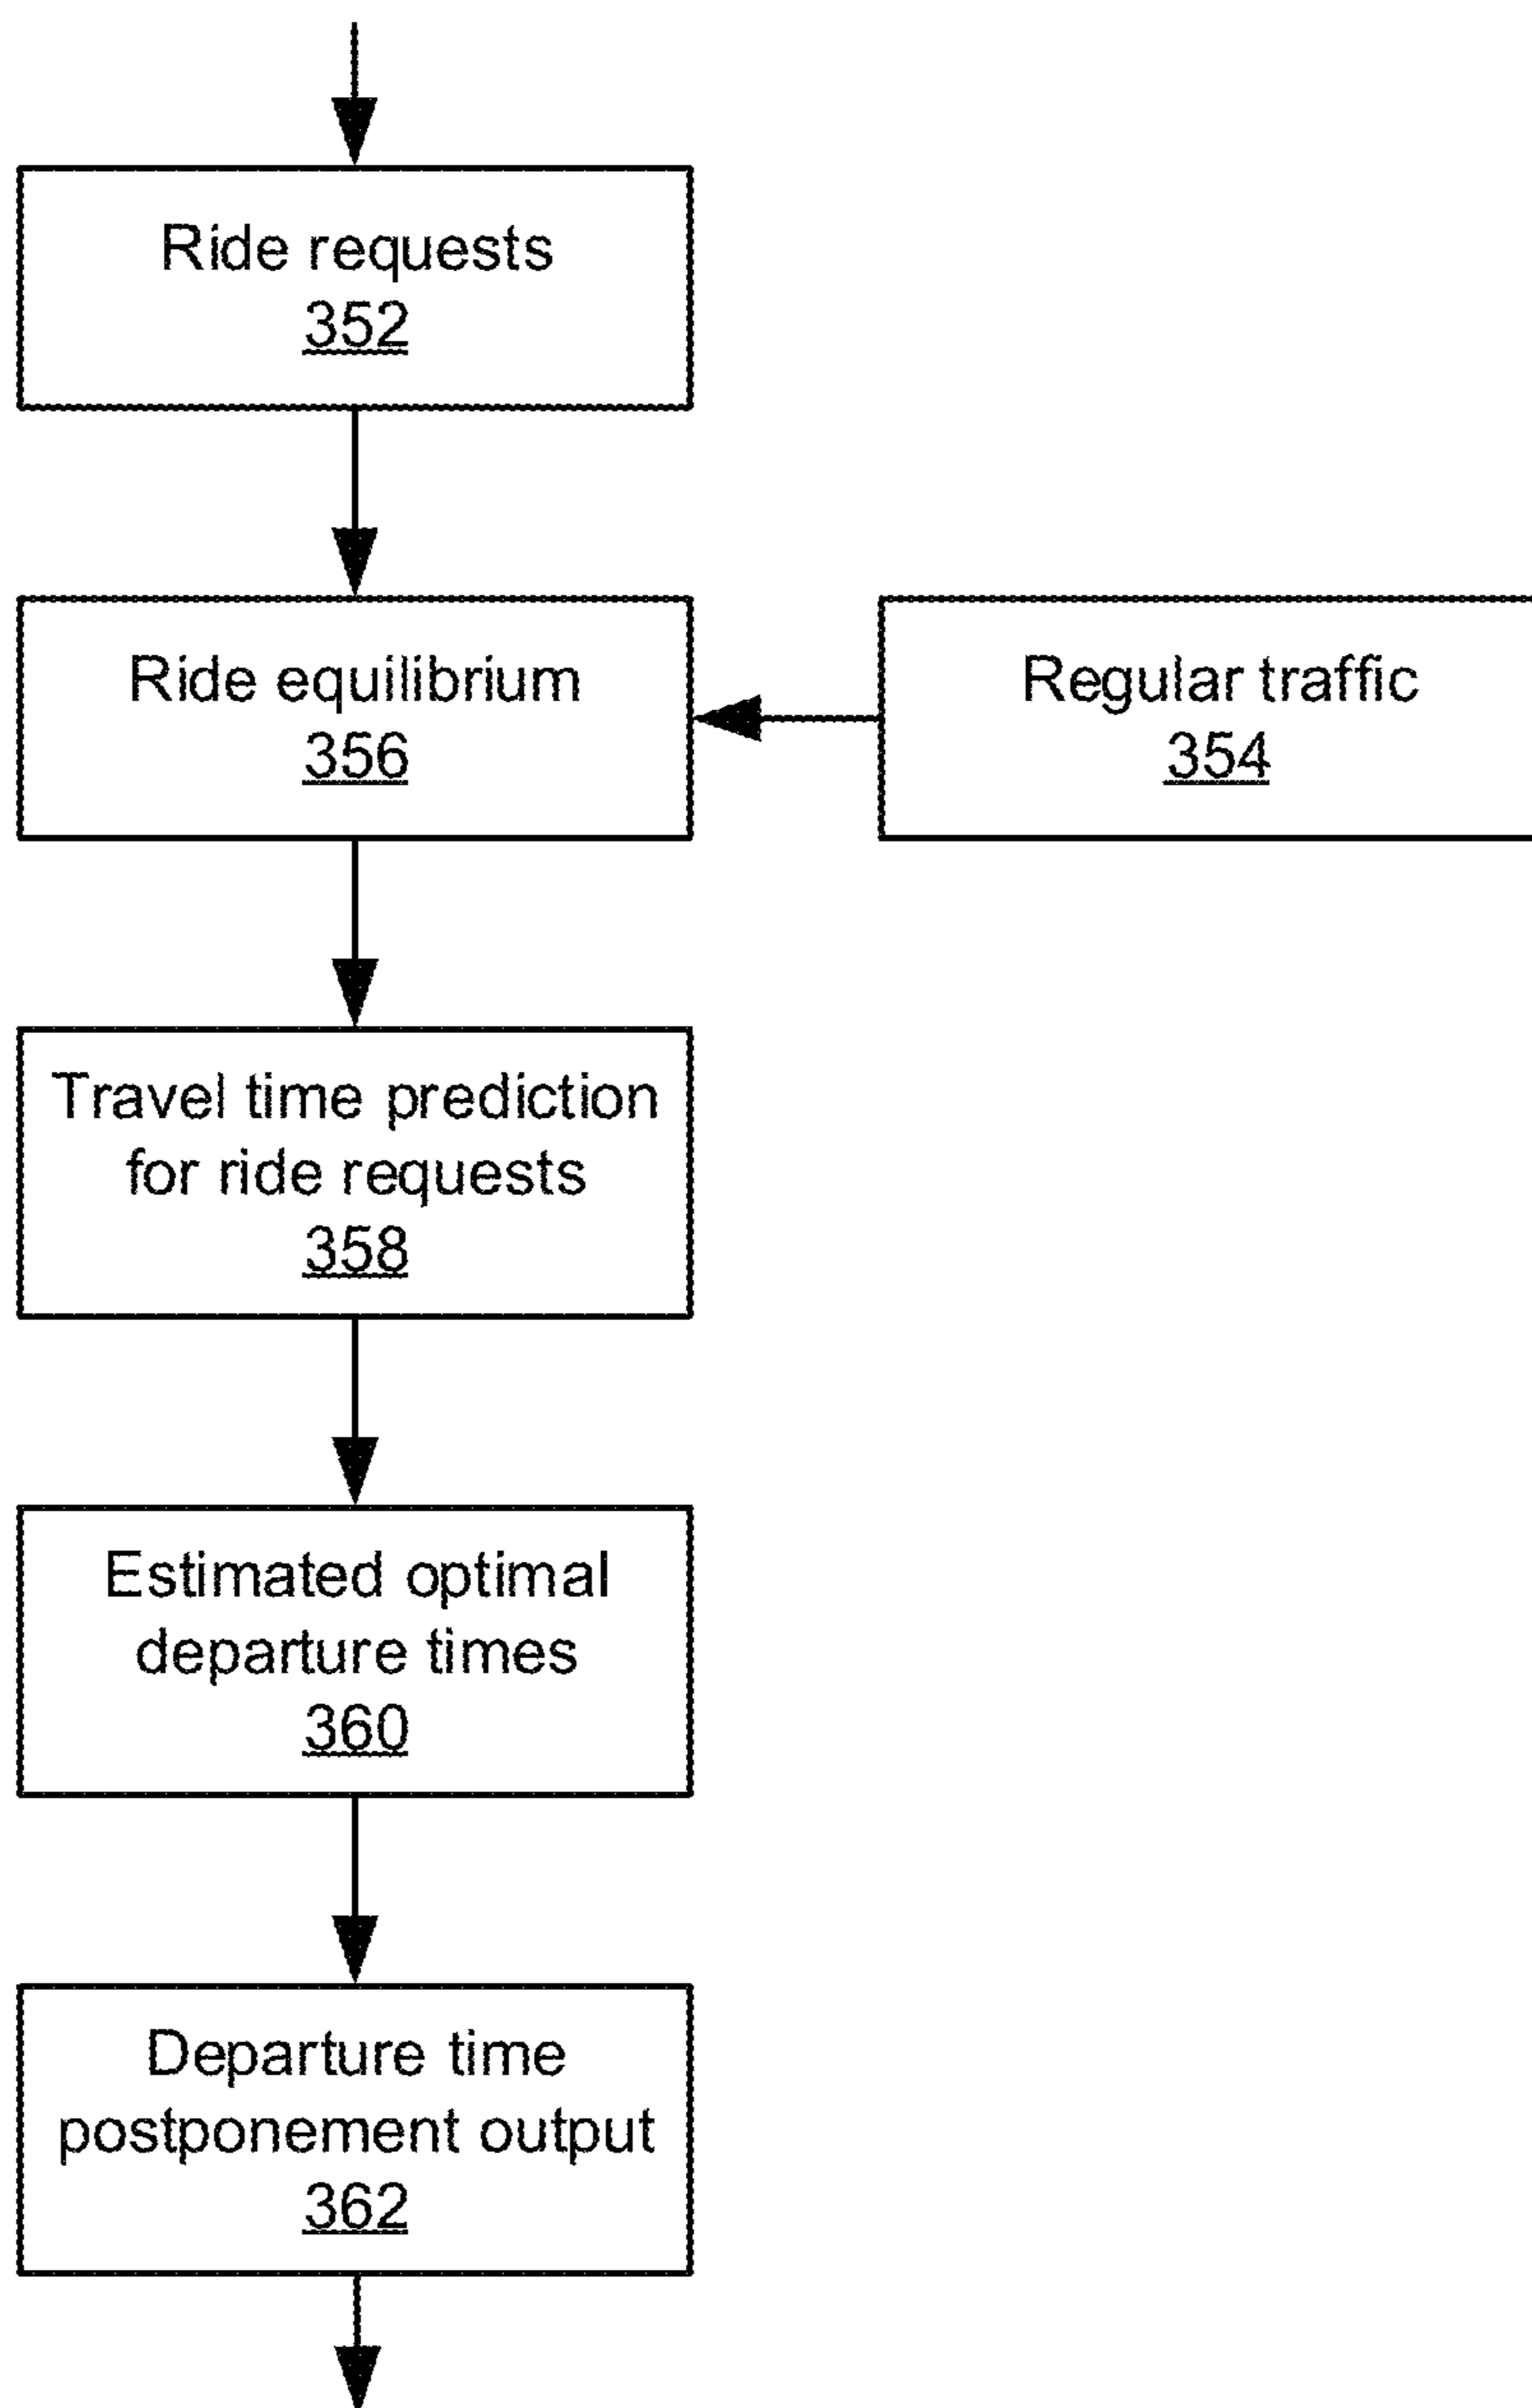 Ride requests
352
Ride equilibrium
356
Regular traffic
354
Travel time prediction
for ride requests
358
Estimated optimal
departure times
360
Departure time
postponement output
362